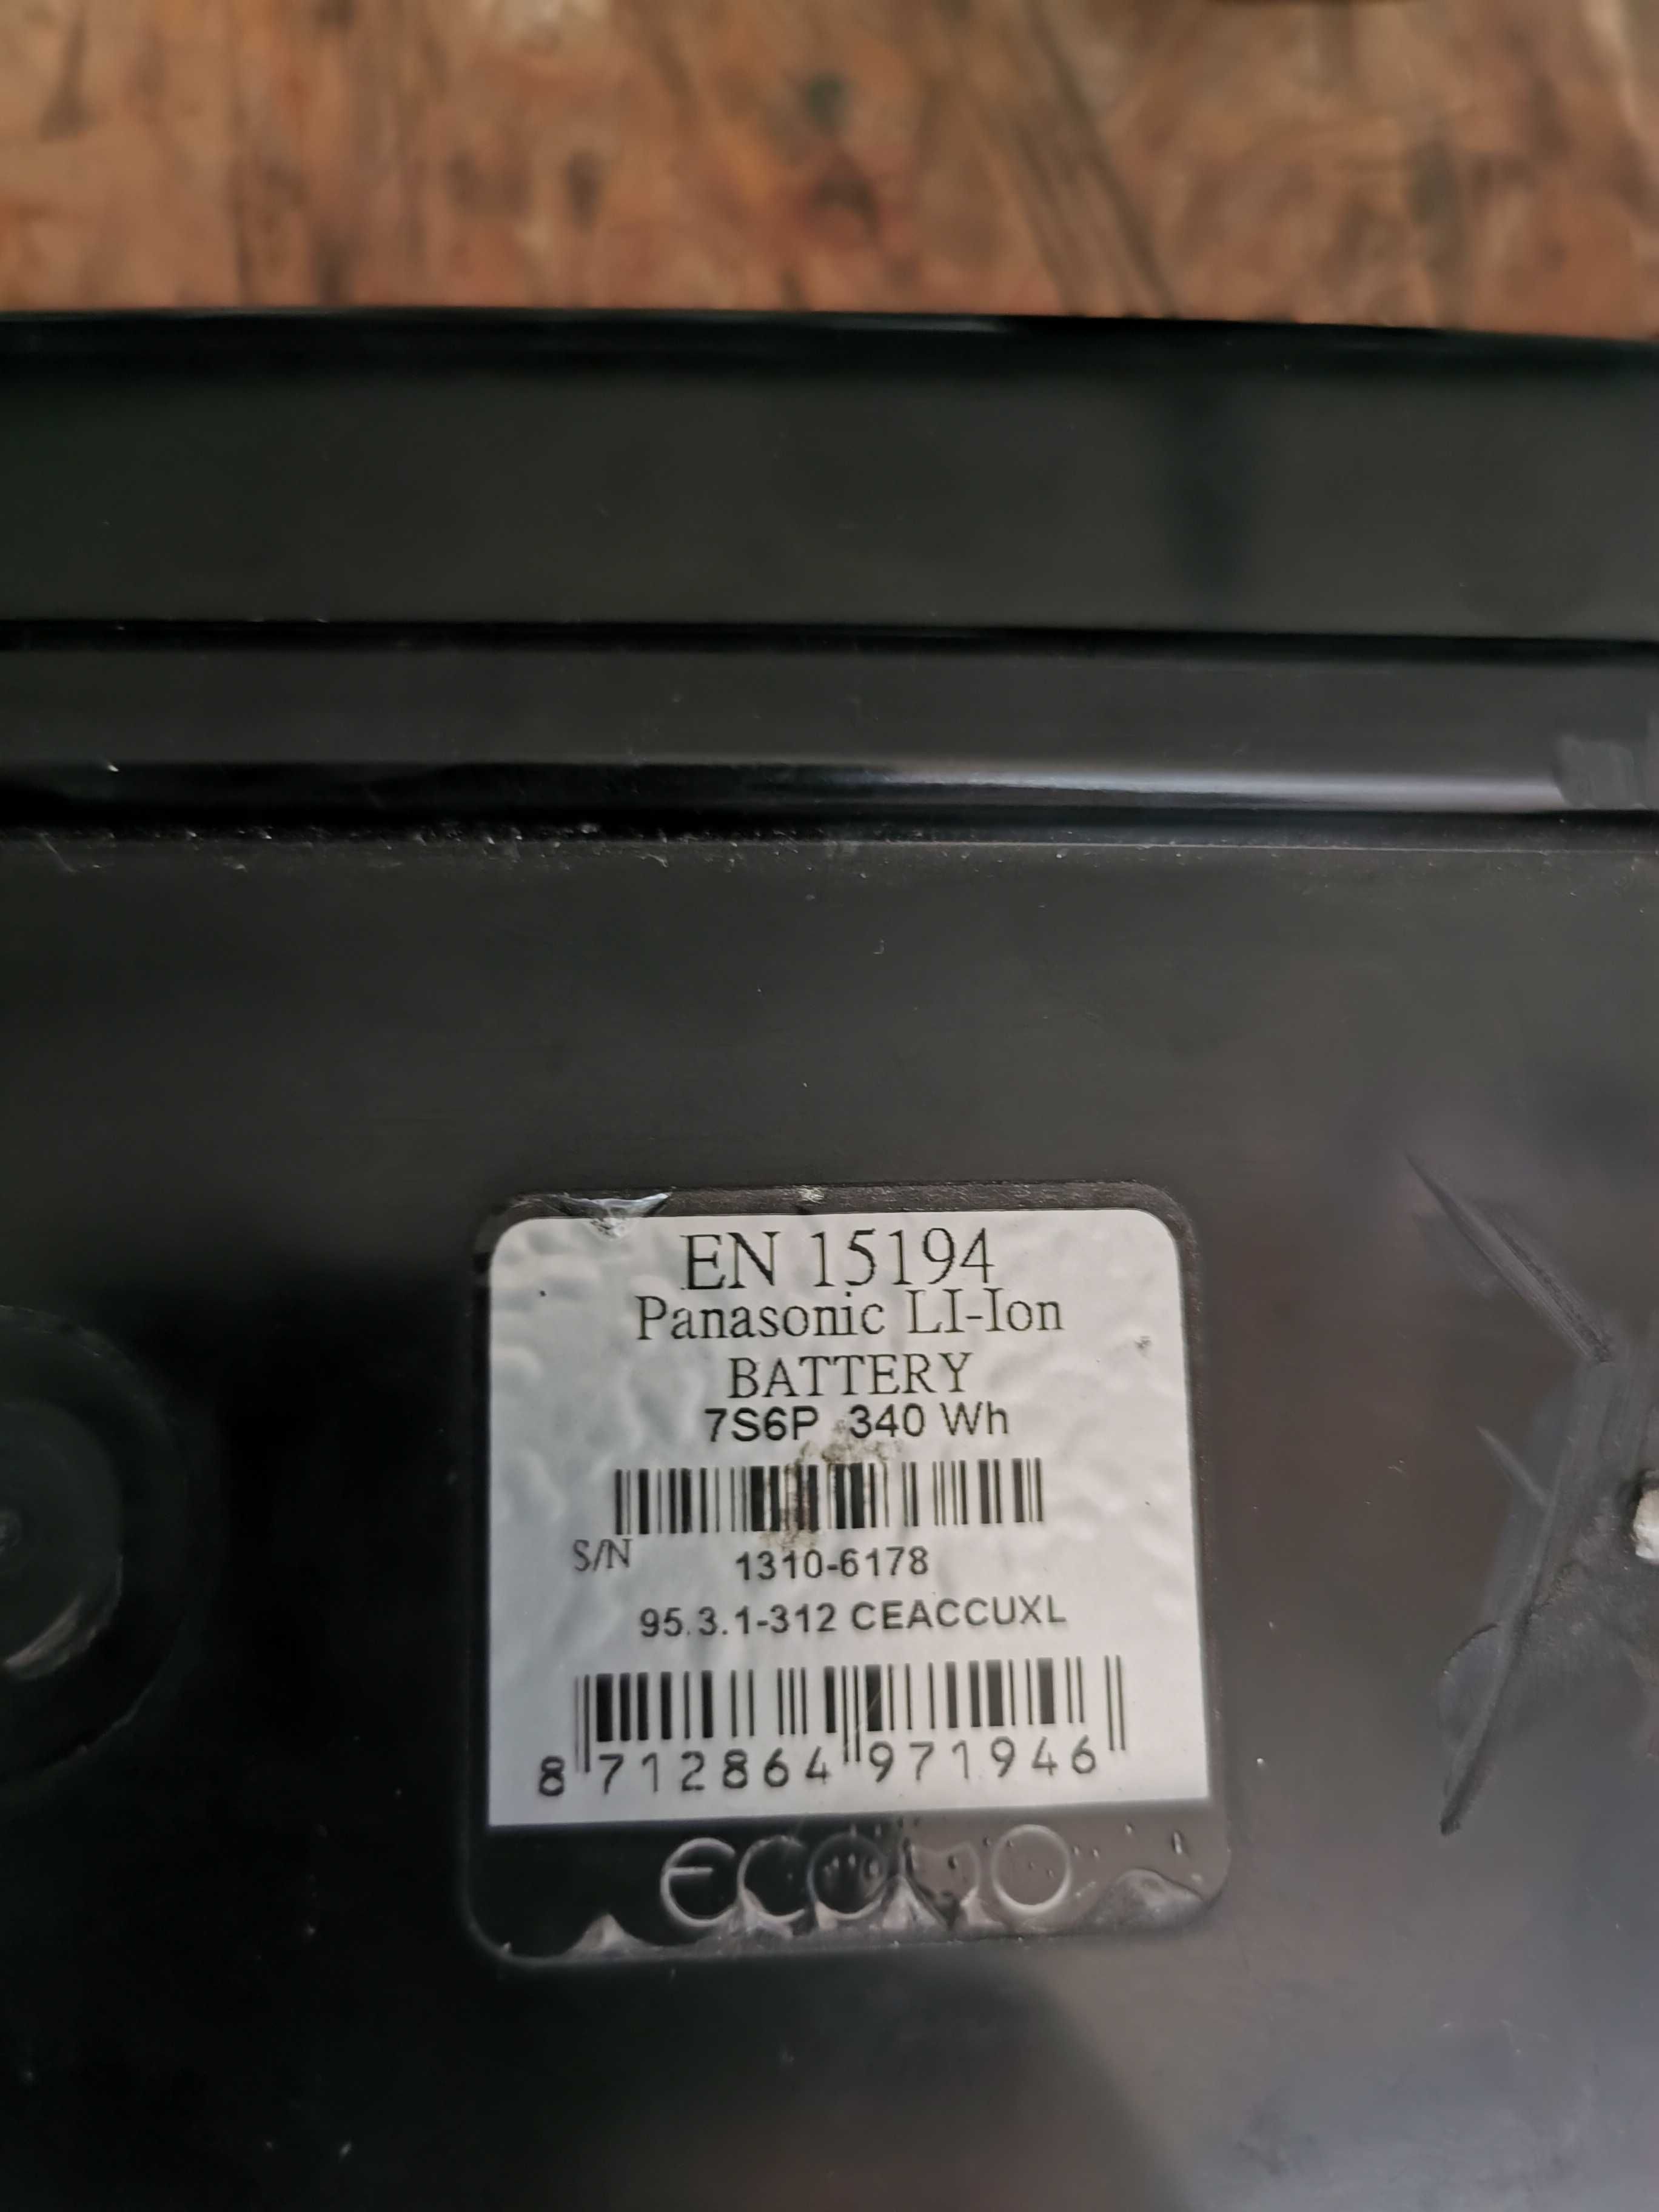 EN 15194
Panasonic LI-Ion
BATTERY
7S6P 340 Wh
S/N 1310-6178
95.3.1-312 CEACCUXL
8 712864 971946
ECOMO